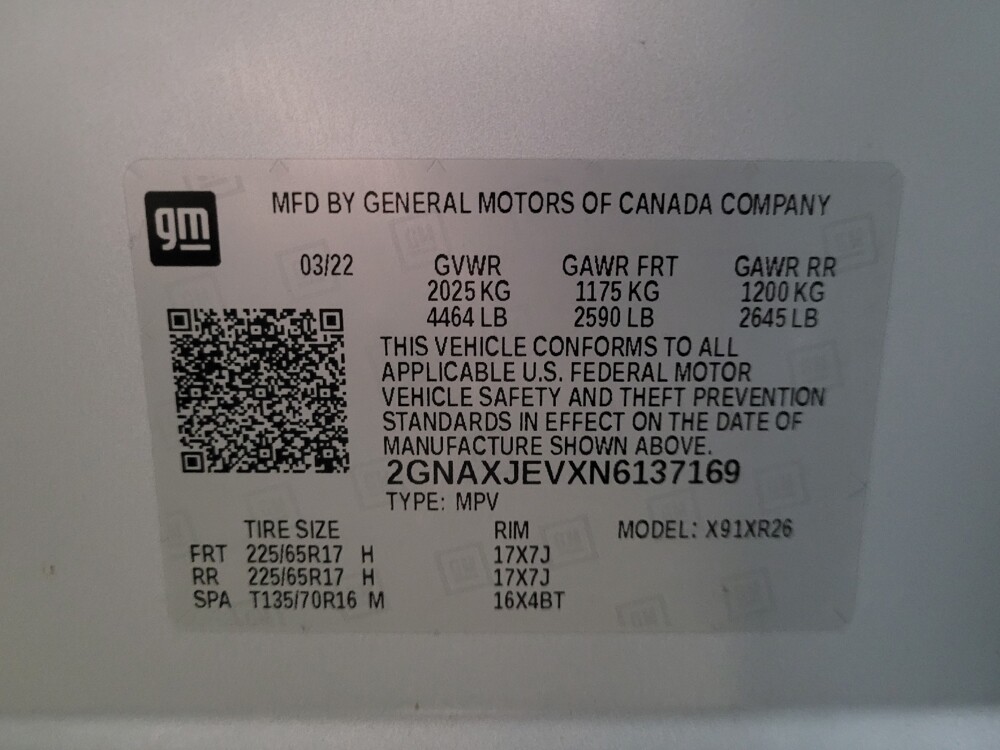 gm
MFD BY GENERAL MOTORS OF CANADA COMPANY
03/22 GVWR GAWR FRT GAWR RR
2025 KG 1175 KG 1200 KG
4464 LB 2590 LB 2645 LB
THIS VEHICLE CONFORMS TO ALL
APPLICABLE U.S. FEDERAL MOTOR
VEHICLE SAFETY AND THEFT PREVENTION
STANDARDS IN EFFECT ON THE DATE OF
MANUFACTURE SHOWN ABOVE.
2GNAXJEVXN6137169
TYPE: MPV
TIRE SIZE RIM MODEL: X91XR26
FRT 225/65R17 H 17X7J
RR 225/65R17 H 17X7J
SPA T135/70R16 M 16X4BT